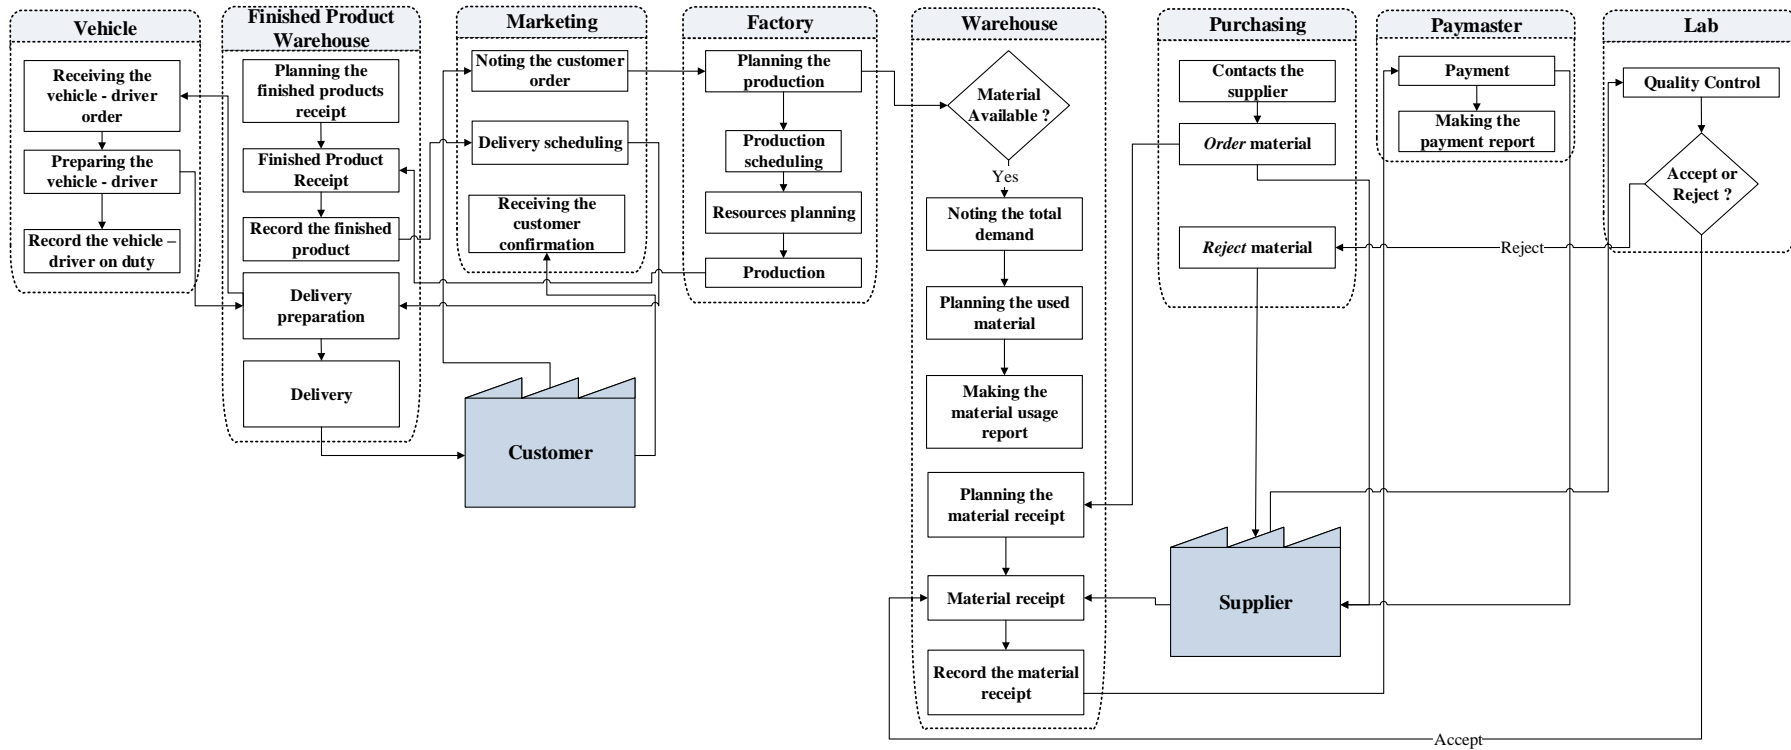 Vehicle
Receiving the
vehicle - driver
order
Preparing the
vehicle - driver
Record the vehicle –
driver on duty
Finished Product
Warehouse
Planning the
finished products
receipt
Finished Product
Receipt
Record the finished
product
Delivery
preparation
Delivery
Marketing
Noting the customer
order
Delivery scheduling
Receiving the
customer
confirmation
Customer
Factory
Planning the
production
Production
scheduling
Resources planning
Production
Warehouse
Material
Available ?
Yes
Noting the total
demand
Planning the used
material
Making the
material usage
report
Planning the
material receipt
Material receipt
Record the material
receipt
Purchasing
Contacts the
supplier
Order material
Reject material
Supplier
Paymaster
Payment
Making the
payment report
Lab
Quality Control
Accept or
Reject ?
Reject
Accept